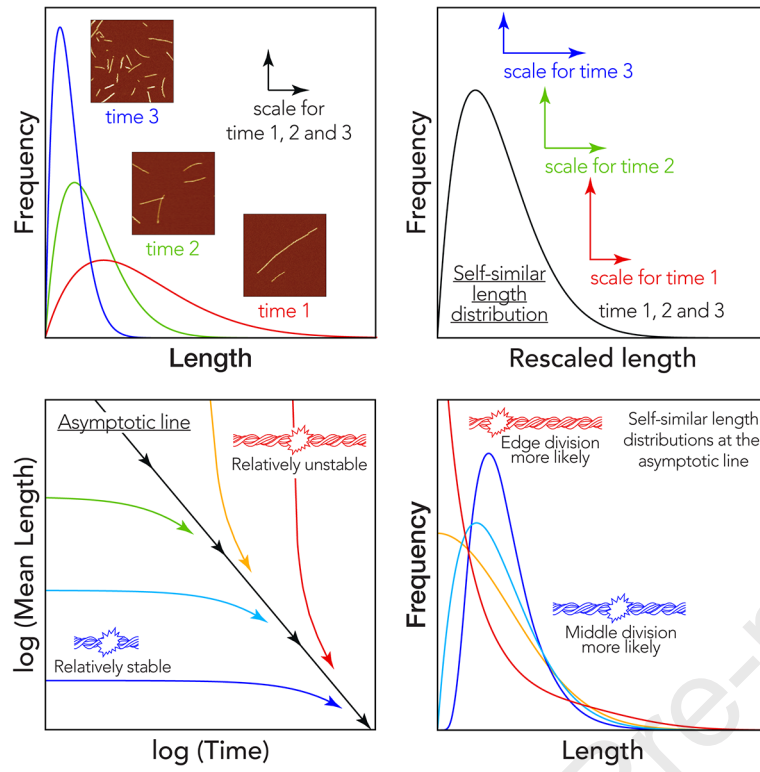 Frequency
time 3
scale for
time 1, 2 and 3
time 2
time 1
Length
Frequency
scale for time 3
scale for time 2
scale for time 1
Self-similar
length
distribution
time 1, 2 and 3
Rescaled length
log (Mean Length)
Asymptotic line
Relatively unstable
Relatively stable
log (Time)
Frequency
Edge division
more likely
Self-similar length
distributions at the
asymptotic line
Middle division
more likely
Length